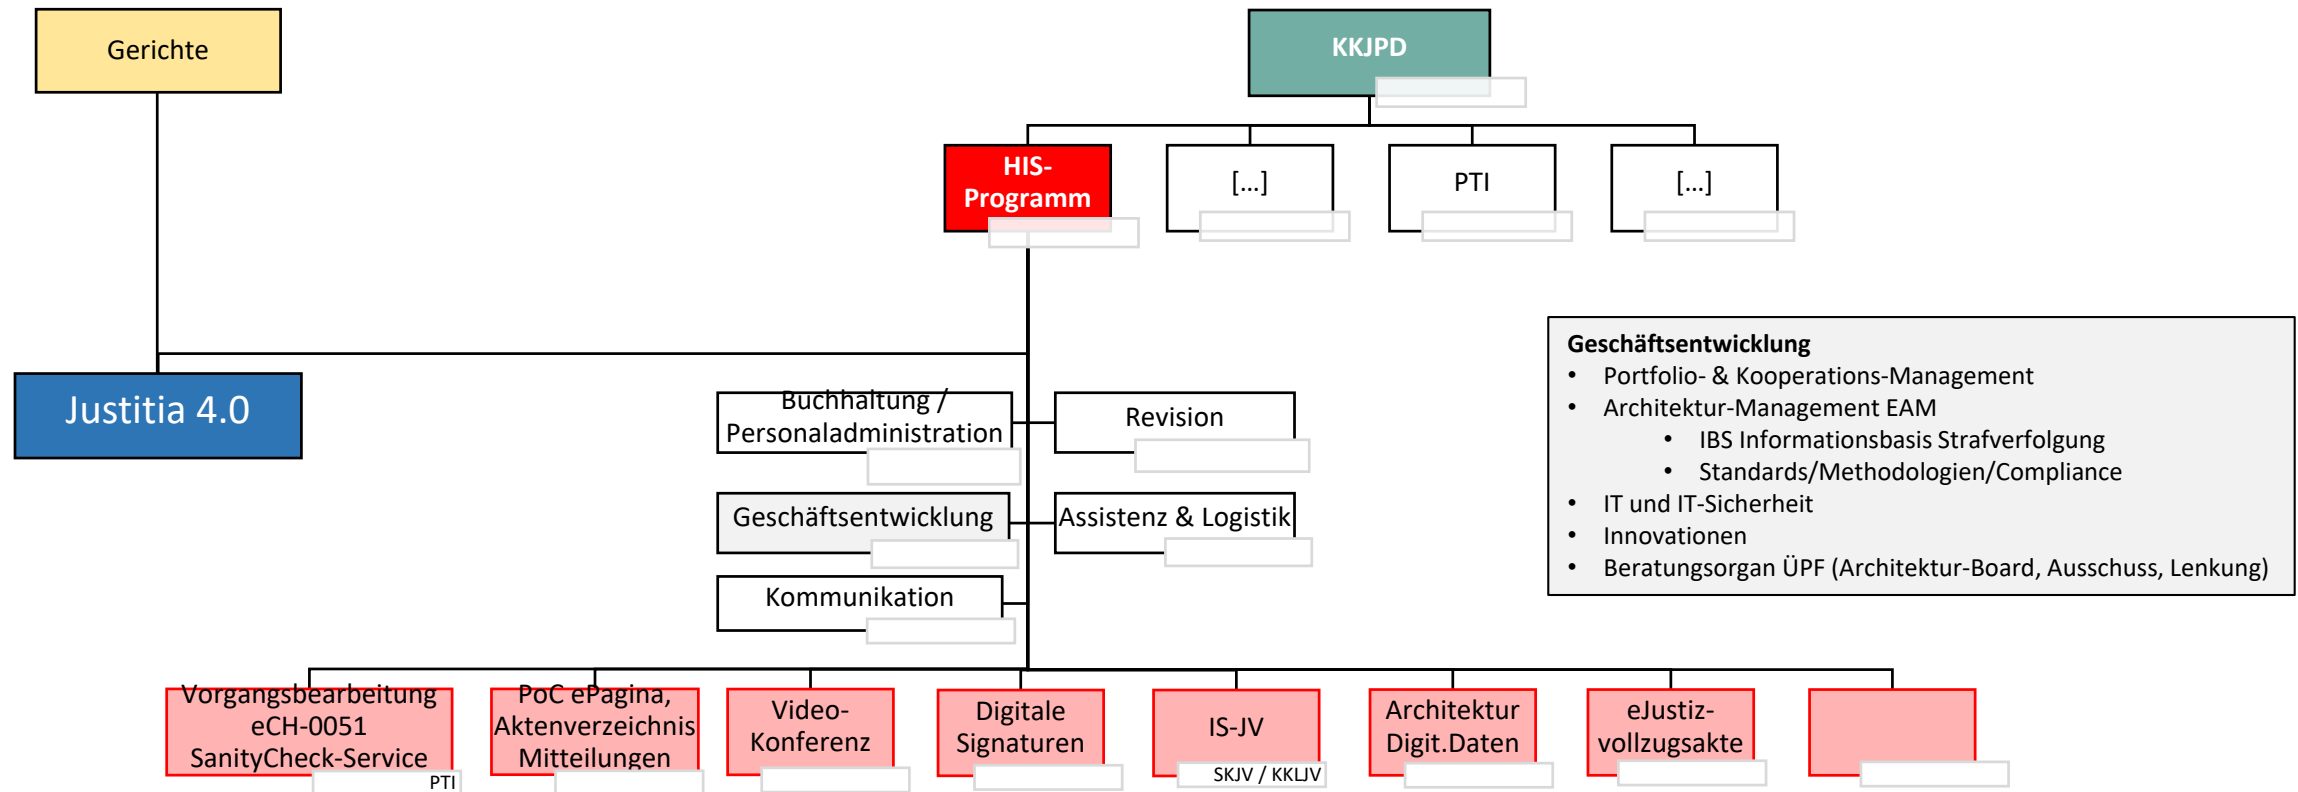 Gerichte
KKJPD
HIS-
Programm
[...]
PTI
[...]
Justitia 4.0
Buchhaltung /
Personaladministration
Revision
Geschäftsentwicklung
Assistenz & Logistik
Kommunikation
Geschäftsentwicklung
• Portfolio- & Kooperations-Management
• Architektur-Management EAM
• IBS Informationsbasis Strafverfolgung
• Standards/Methodologien/Compliance
• IT und IT-Sicherheit
• Innovationen
• Beratungsorgan ÜPF (Architektur-Board, Ausschuss, Lenkung)
Vorgangsbearbeitung
eCH-0051
SanityCheck-Service
PTI
PoC ePagina,
Aktenverzeichnis
Mitteilungen
Video-
Konferenz
Digitale
Signaturen
IS-JV
SKJV / KKLJV
Architektur
Digit.Daten
eJustiz-
vollzugsakte